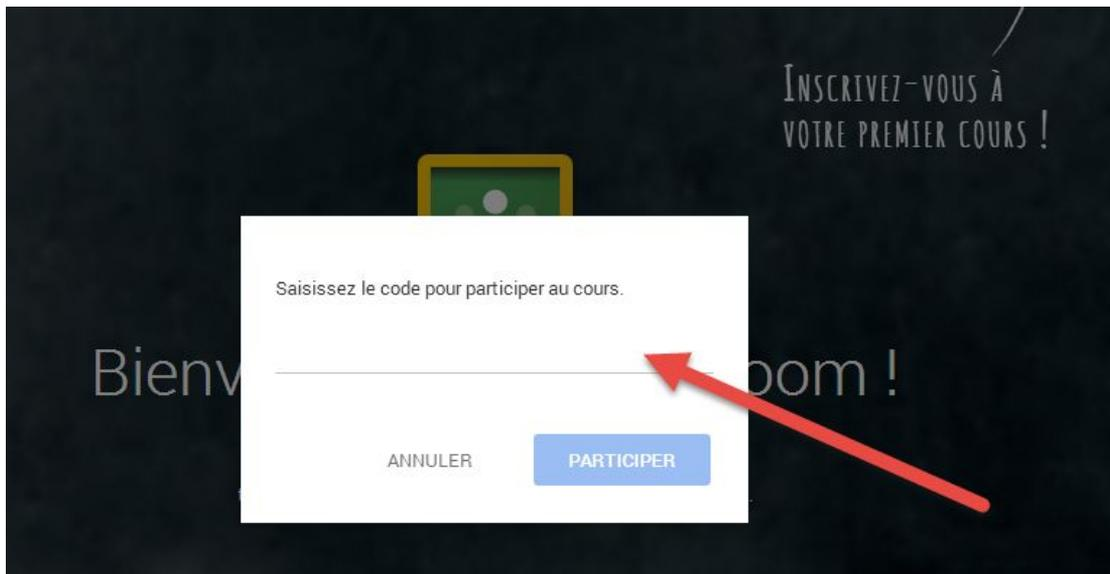 Inscrivez-vous à
votre premier cours !
Saisissez le code pour participer au cours.
Bienv
oom !
ANNULER PARTICIPER